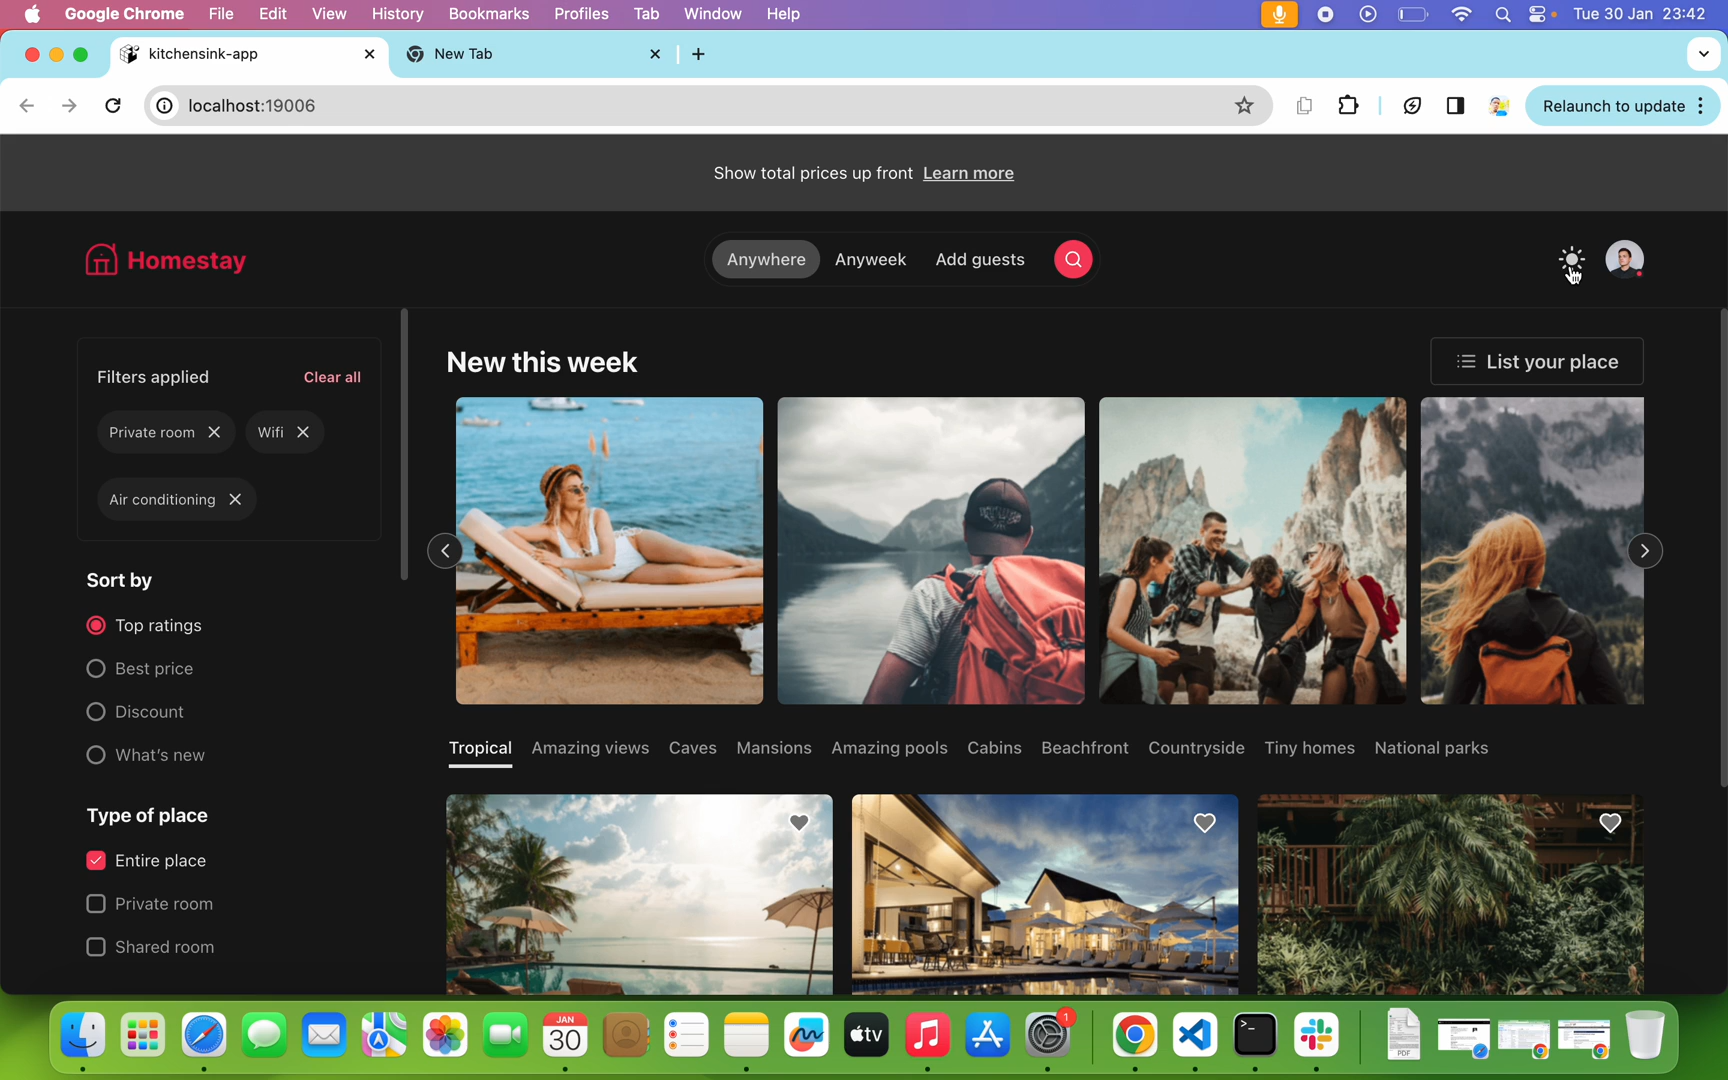 Google Chrome File Edit View History Bookmarks Profiles Tab Window Help Tue 30 Jan 23:42
kitchensink-app New Tab
localhost:19006 Relaunch to update
Show total prices up front Learn more
Homestay Anywhere Anyweek Add guests
Filters applied Clear all
Private room Wifi
Air conditioning
New this week List your place
Sort by
Top ratings
Best price
Discount
What's new
Tropical Amazing views Caves Mansions Amazing pools Cabins Beachfront Countryside Tiny homes National parks
Type of place
Entire place
Private room
Shared room
JAN
30
tv
1
PDF